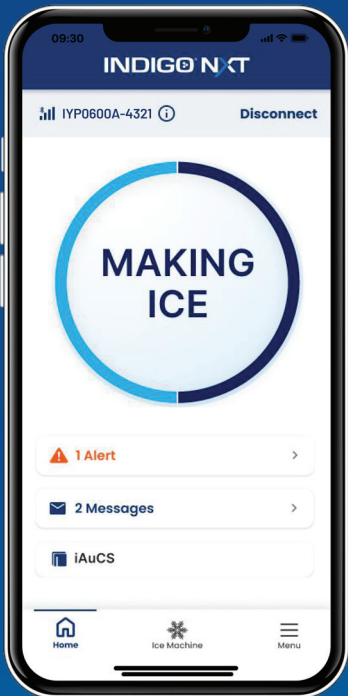 09:30
INDIGO NXT
IYP0600A-4321
Disconnect
MAKING
ICE
1 Alert
2 Messages
iAuCS
Home
Ice Machine
Menu